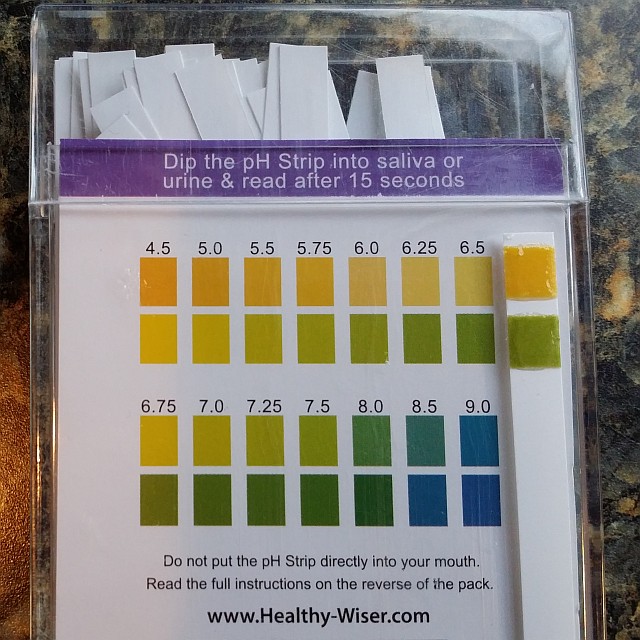 Dip the pH Strip into saliva or
urine & read after 15 seconds
4.5 5.0 5.5 5.75 6.0 6.25 6.5
6.75 7.0 7.25 7.5 8.0 8.5 9.0
Do not put the pH Strip directly into your mouth.
Read the full instructions on the reverse of the pack.
www.Healthy-Wiser.com